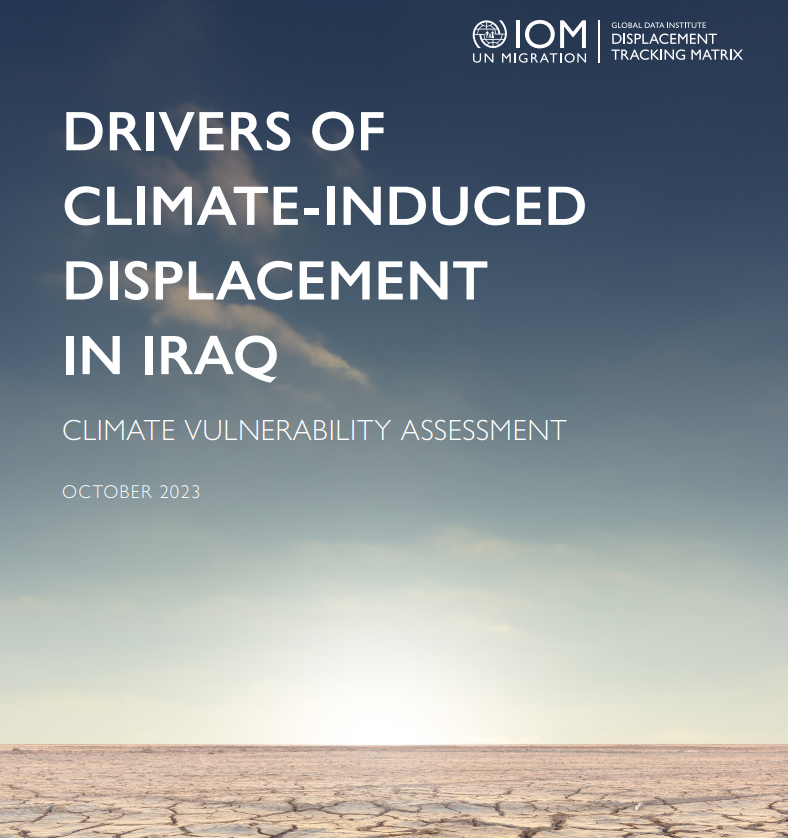 IOM
UN MIGRATION
GLOBAL DATA INSTITUTE
DISPLACEMENT
TRACKING MATRIX
DRIVERS OF
CLIMATE-INDUCED
DISPLACEMENT
IN IRAQ
CLIMATE VULNERABILITY ASSESSMENT
OCTOBER 2023